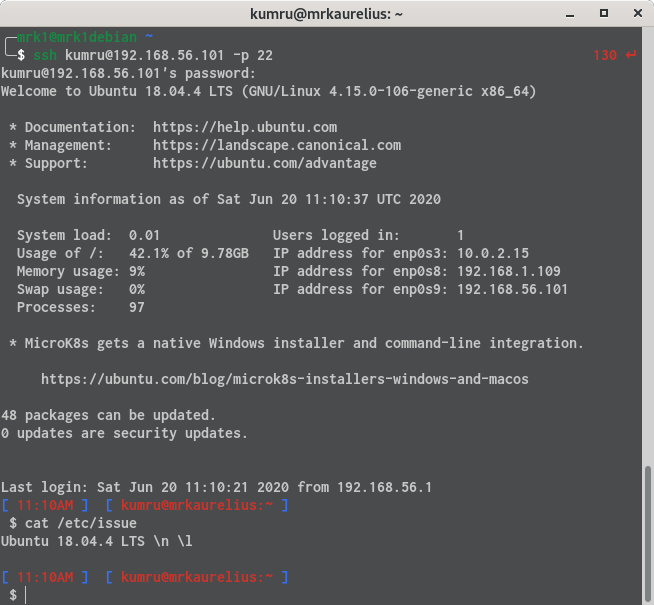 kumru@mrkaurelius: ~
mrk1@mrk1debian ~
$ ssh kumru@192.168.56.101 -p 22 130 ↵
kumru@192.168.56.101's password:
Welcome to Ubuntu 18.04.4 LTS (GNU/Linux 4.15.0-106-generic x86_64)
* Documentation: https://help.ubuntu.com
* Management: https://landscape.canonical.com
* Support: https://ubuntu.com/advantage
System information as of Sat Jun 20 11:10:37 UTC 2020
System load: 0.01 Users logged in: 1
Usage of /: 42.1% of 9.78GB IP address for enp0s3: 10.0.2.15
Memory usage: 9% IP address for enp0s8: 192.168.1.109
Swap usage: 0% IP address for enp0s9: 192.168.56.101
Processes: 97
* MicroK8s gets a native Windows installer and command-line integration.
https://ubuntu.com/blog/microk8s-installers-windows-and-macos
48 packages can be updated.
0 updates are security updates.
Last login: Sat Jun 20 11:10:21 2020 from 192.168.56.1
[ 11:10AM ] [ kumru@mrkaurelius:~ ]
$ cat /etc/issue
Ubuntu 18.04.4 LTS \n \l
[ 11:10AM ] [ kumru@mrkaurelius:~ ]
$